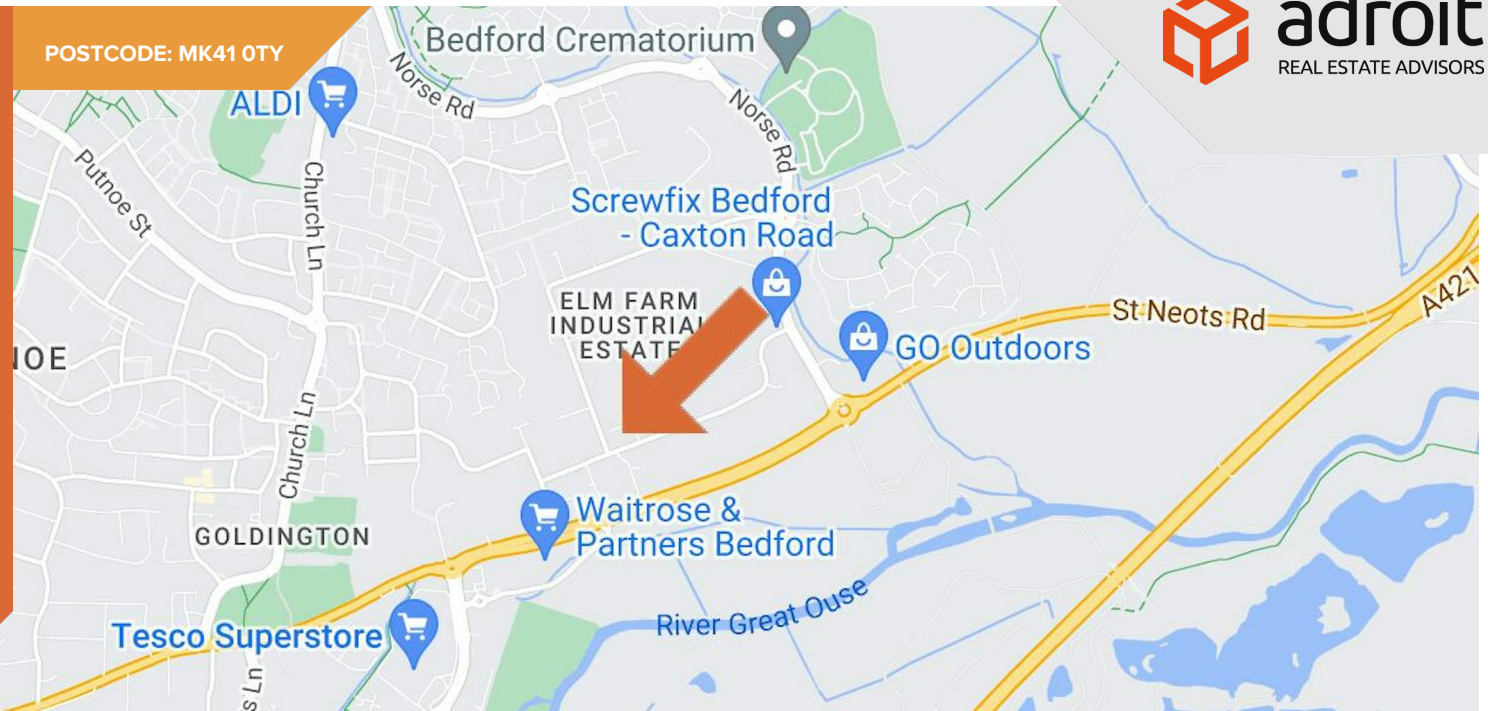 POSTCODE: MK41 0TY
adroit
REAL ESTATE ADVISORS
Bedford Crematorium
Norse Rd
ALDI
Norse Rd
Putnoe St
Church Ln
Screwfix Bedford
- Caxton Road
ELM FARM
INDUSTRIAL
ESTATE
St Neots Rd
A421
GO Outdoors
NOE
Church Ln
Waitrose &
Partners Bedford
GOLDINGTON
River Great Ouse
Tesco Superstore
s Ln